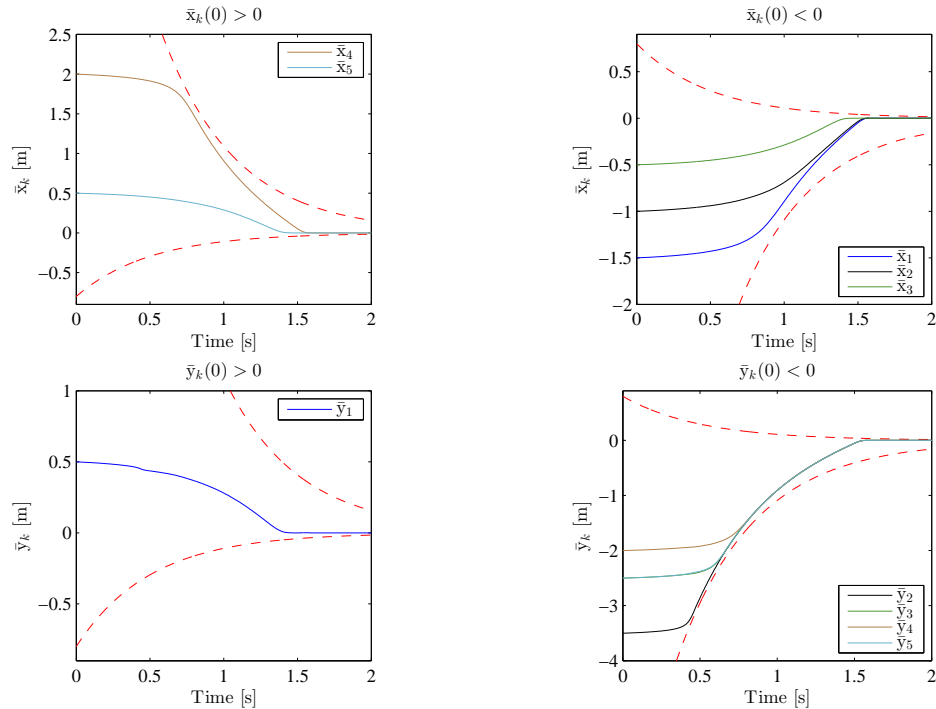 x̄ₖ(0) > 0
x̄ₖ [m]
2.5
2
1.5
1
0.5
0
−0.5
x̄₄
x̄₅
0 0.5 1 1.5 2
Time [s]
x̄ₖ(0) < 0
x̄ₖ [m]
0.5
0
−0.5
−1
−1.5
−2
x̄₁
x̄₂
x̄₃
0 0.5 1 1.5 2
Time [s]
ȳₖ(0) > 0
ȳₖ [m]
1
0.5
0
−0.5
ȳ₁
0 0.5 1 1.5 2
Time [s]
ȳₖ(0) < 0
ȳₖ [m]
0
−1
−2
−3
−4
ȳ₂
ȳ₃
ȳ₄
ȳ₅
0 0.5 1 1.5 2
Time [s]